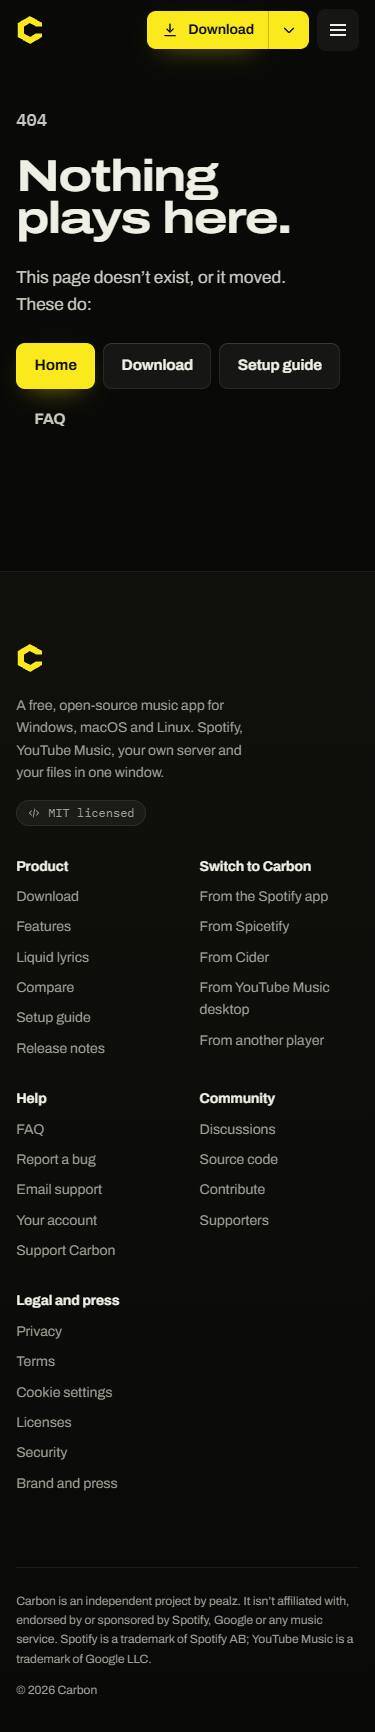 Download
404
Nothing
plays here.
This page doesn’t exist, or it moved.
These do:
Home
Download
Setup guide
FAQ
A free, open-source music app for
Windows, macOS and Linux. Spotify,
YouTube Music, your own server and
your files in one window.
MIT licensed
Product
Download
Features
Liquid lyrics
Compare
Setup guide
Release notes
Switch to Carbon
From the Spotify app
From Spicetify
From Cider
From YouTube Music
desktop
From another player
Help
FAQ
Report a bug
Email support
Your account
Support Carbon
Community
Discussions
Source code
Contribute
Supporters
Legal and press
Privacy
Terms
Cookie settings
Licenses
Security
Brand and press
Carbon is an independent project by pealz. It isn’t affiliated with,
endorsed by or sponsored by Spotify, Google or any music
service. Spotify is a trademark of Spotify AB; YouTube Music is a
trademark of Google LLC.
© 2026 Carbon